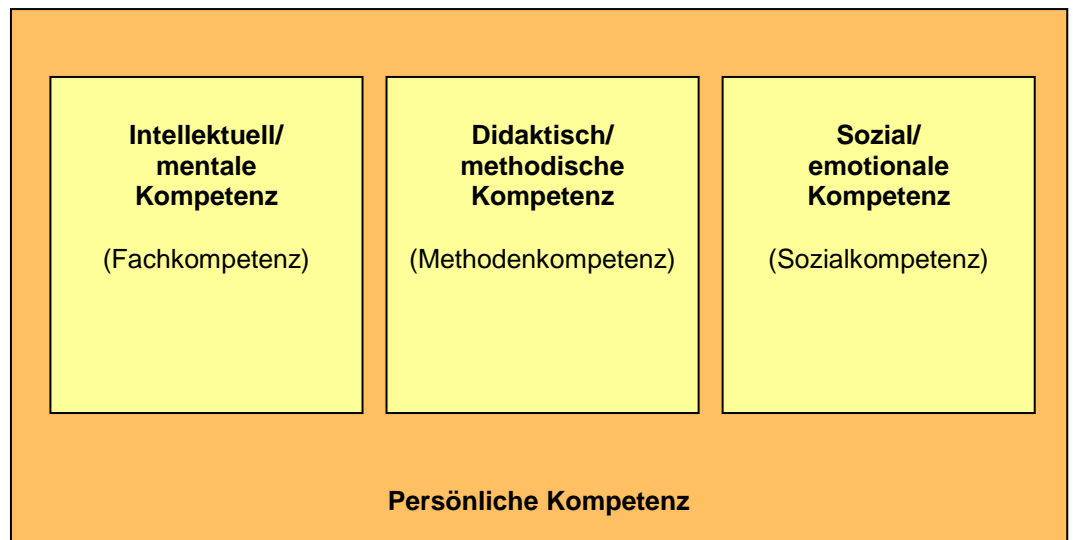 Intellektuell/
mentale
Kompetenz
(Fachkompetenz)
Didaktisch/
methodische
Kompetenz
(Methodenkompetenz)
Sozial/
emotionale
Kompetenz
(Sozialkompetenz)
Persönliche Kompetenz